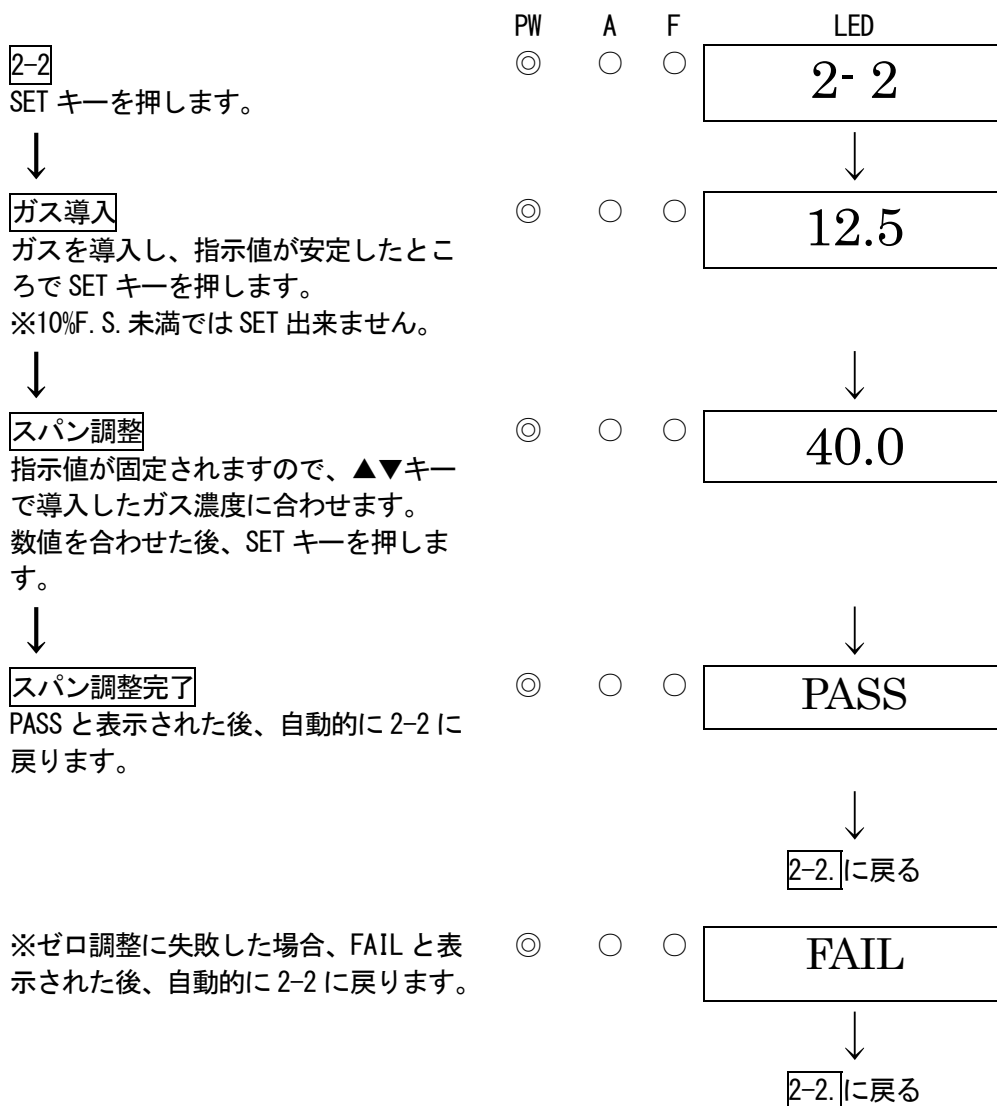 PW A F LED
2-2 ◎ ○ ○ 2- 2
SET キーを押します。
↓ ↓
ガス導入 ◎ ○ ○ 12.5
ガスを導入し、指示値が安定したとこ
ろで SET キーを押します。
※10%F.S.未満では SET 出来ません。
↓ ↓
スパン調整 ◎ ○ ○ 40.0
指示値が固定されますので、▲▼キー
で導入したガス濃度に合わせます。
数値を合わせた後、SET キーを押しま
す。
↓ ↓
スパン調整完了 ◎ ○ ○ PASS
PASS と表示された後、自動的に 2-2 に
戻ります。
↓
2-2.に戻る
※ゼロ調整に失敗した場合、FAIL と表 ◎ ○ ○ FAIL
示された後、自動的に 2-2 に戻ります。
↓
2-2.に戻る